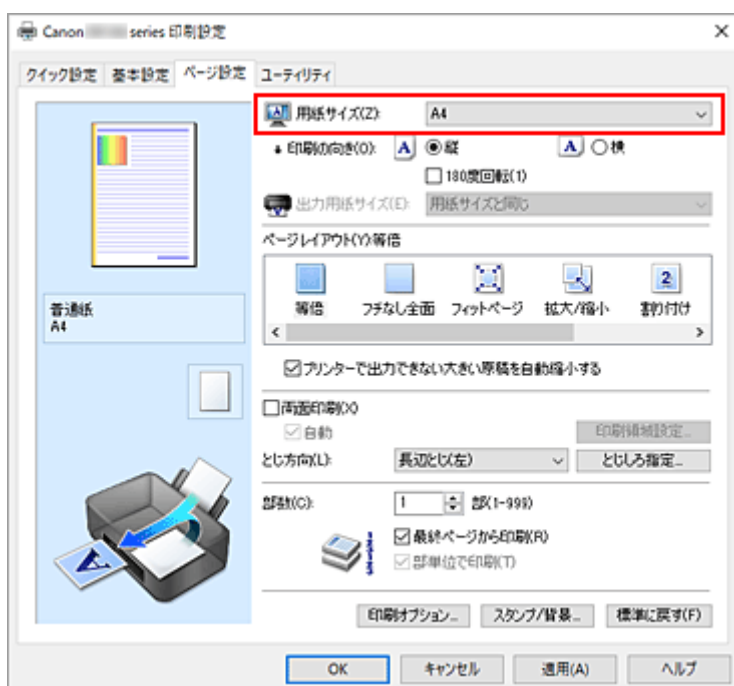 Canon series 印刷設定
クイック設定 基本設定 ページ設定 ユーティリティ
用紙サイズ(Z): A4
印刷の向き(O): A 縦 A 横
180度回転(1)
出力用紙サイズ(E): 用紙サイズと同じ
ページレイアウト(Y):等倍
等倍 フチなし全面 フィットページ 拡大/縮小 2 割り付け
普通紙
A4
プリンターで出力できない大きい原稿を自動縮小する
両面印刷(X)
自動
印刷領域設定...
とじ方向(L): 長辺とじ(左) とじしろ指定...
部数(C): 1 部(1-999)
最終ページから印刷(R)
部単位で印刷(T)
印刷オプション... スタンプ/背景... 標準に戻す(F)
OK キャンセル 適用(A) ヘルプ